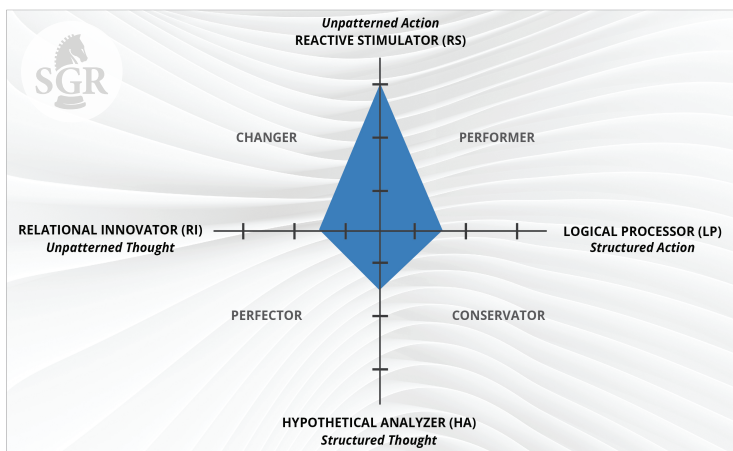 Unpatterned Action
REACTIVE STIMULATOR (RS)
SGR
CHANGER
PERFORMER
RELATIONAL INNOVATOR (RI)
Unpatterned Thought
LOGICAL PROCESSOR (LP)
Structured Action
PERFECTOR
CONSERVATOR
HYPOTHETICAL ANALYZER (HA)
Structured Thought